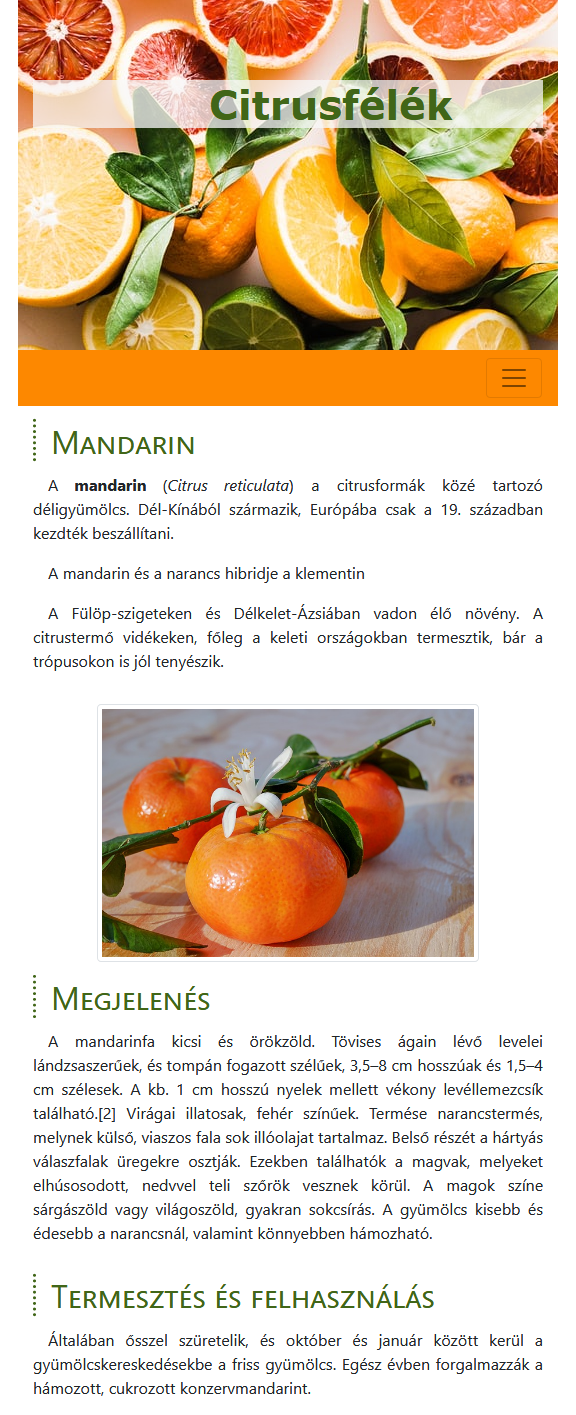 Citrusfélék
Mandarin
A mandarin (Citrus reticulata) a citrusformák közé tartozó
déligyümölcs. Dél-Kínából származik, Európába csak a 19. században
kezdték beszállítani.
A mandarin és a narancs hibridje a klementin
A Fülöp-szigeteken és Délkelet-Ázsiában vadon élő növény. A
citrustermő vidékeken, főleg a keleti országokban termesztik, bár a
trópusokon is jól tenyészik.
Megjelenés
A mandarinfa kicsi és örökzöld. Tövises ágain lévő levelei
lándzsaszerűek, és tompán fogazott szélűek, 3,5–8 cm hosszúak és 1,5–4
cm szélesek. A kb. 1 cm hosszú nyelek mellett vékony levéllemezcsík
található.[2] Virágai illatosak, fehér színűek. Termése narancstermés,
melynek külső, viaszos fala sok illóolajat tartalmaz. Belső részét a hártyás
válaszfalak üregekre osztják. Ezekben találhatók a magvak, melyeket
elhúsosodott, nedvvel teli szőrök vesznek körül. A magok színe
sárgászöld vagy világoszöld, gyakran sokcsírás. A gyümölcs kisebb és
édesebb a narancsnál, valamint könnyebben hámozható.
Termesztés és felhasználás
Általában ősszel szüretelik, és október és január között kerül a
gyümölcskereskedésekbe a friss gyümölcs. Egész évben forgalmazzák a
hámozott, cukrozott konzervmandarint.